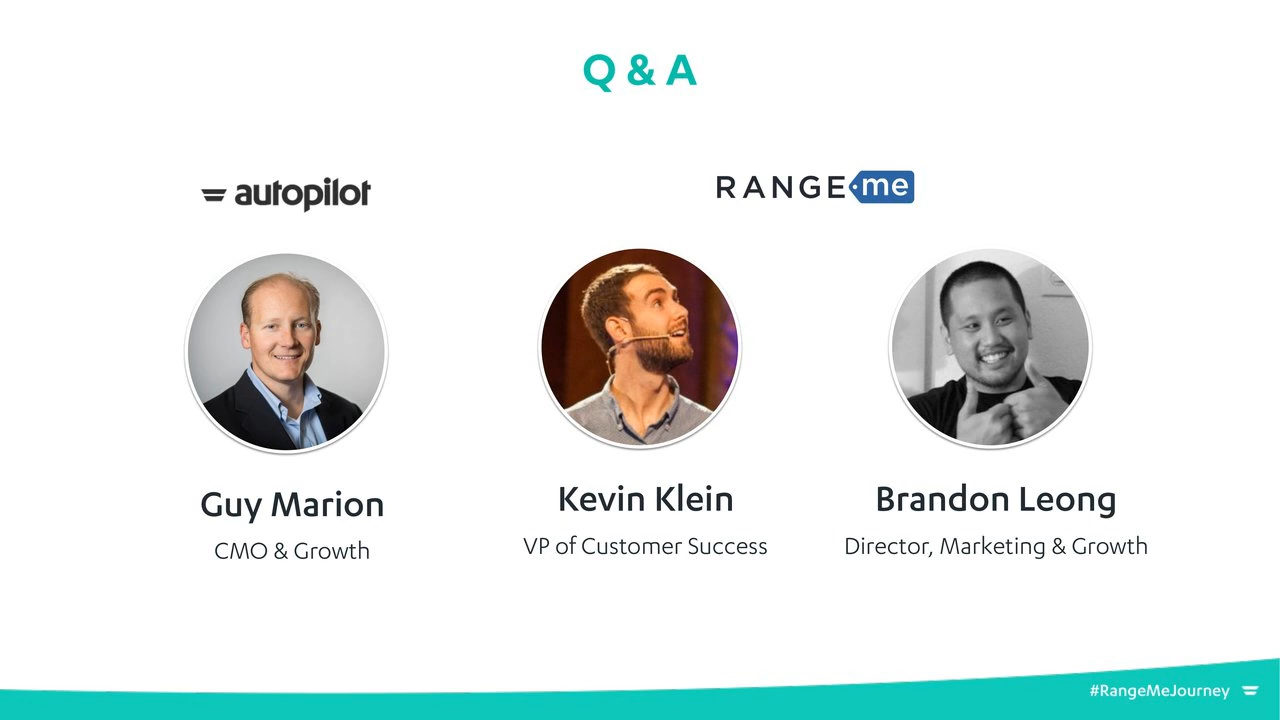 Q & A
autopilot
RANGE me
Guy Marion
CMO & Growth
Kevin Klein
VP of Customer Success
Brandon Leong
Director, Marketing & Growth
#RangeMeJourney